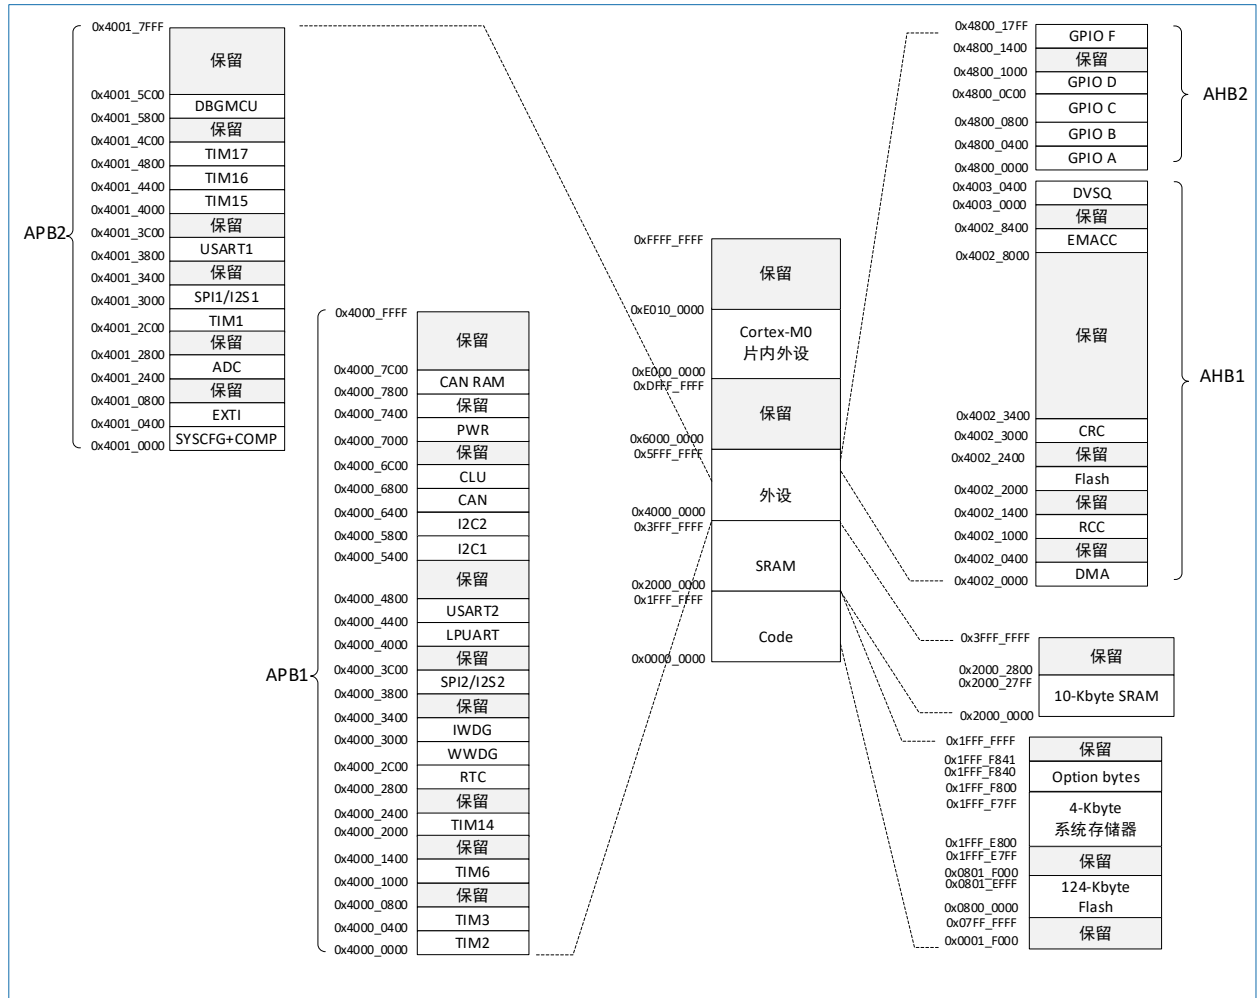 0x4001_7FFF
保留
0x4001_5C00
DBGMCU
0x4001_5800
保留
0x4001_4C00
TIM17
0x4001_4800
TIM16
0x4001_4400
TIM15
0x4001_4000
保留
0x4001_3C00
USART1
0x4001_3800
保留
0x4001_3400
SPI1/I2S1
0x4001_3000
TIM1
0x4001_2C00
保留
0x4001_2800
ADC
0x4001_2400
保留
0x4001_0800
EXTI
0x4001_0400
SYSCFG+COMP
0x4001_0000
APB2
0x4000_FFFF
保留
0x4000_7C00
CAN RAM
0x4000_7800
保留
0x4000_7400
PWR
0x4000_7000
保留
0x4000_6C00
CLU
0x4000_6800
CAN
0x4000_6400
I2C2
0x4000_5800
I2C1
0x4000_5400
保留
0x4000_4800
USART2
0x4000_4400
LPUART
0x4000_4000
保留
0x4000_3C00
SPI2/I2S2
0x4000_3800
保留
0x4000_3400
IWDG
0x4000_3000
WWDG
0x4000_2C00
RTC
0x4000_2800
保留
0x4000_2400
TIM14
0x4000_2000
保留
0x4000_1400
TIM6
0x4000_1000
保留
0x4000_0800
TIM3
0x4000_0400
TIM2
0x4000_0000
APB1
0xFFFF_FFFF
保留
0xE010_0000
Cortex-M0
片内外设
0xE000_0000
0xDFFF_FFFF
保留
0x6000_0000
0x5FFF_FFFF
外设
0x4000_0000
0x3FFF_FFFF
SRAM
0x2000_0000
0x1FFF_FFFF
Code
0x0000_0000
0x4800_17FF
GPIO F
0x4800_1400
保留
0x4800_1000
GPIO D
0x4800_0C00
GPIO C
0x4800_0800
GPIO B
0x4800_0400
GPIO A
0x4800_0000
AHB2
0x4003_0400
DVSQ
0x4003_0000
保留
0x4002_8400
EMACC
0x4002_8000
保留
0x4002_3400
CRC
0x4002_3000
保留
0x4002_2400
Flash
0x4002_2000
保留
0x4002_1400
RCC
0x4002_1000
保留
0x4002_0400
DMA
0x4002_0000
AHB1
0x3FFF_FFFF
保留
0x2000_2800
0x2000_27FF
10-Kbyte SRAM
0x2000_0000
0x1FFF_FFFF
保留
0x1FFF_F841
0x1FFF_F840
Option bytes
0x1FFF_F800
0x1FFF_F7FF
4-Kbyte
系统存储器
0x1FFF_E800
0x1FFF_E7FF
保留
0x0801_F000
0x0801_EFFF
124-Kbyte
Flash
0x0800_0000
0x07FF_FFFF
保留
0x0001_F000